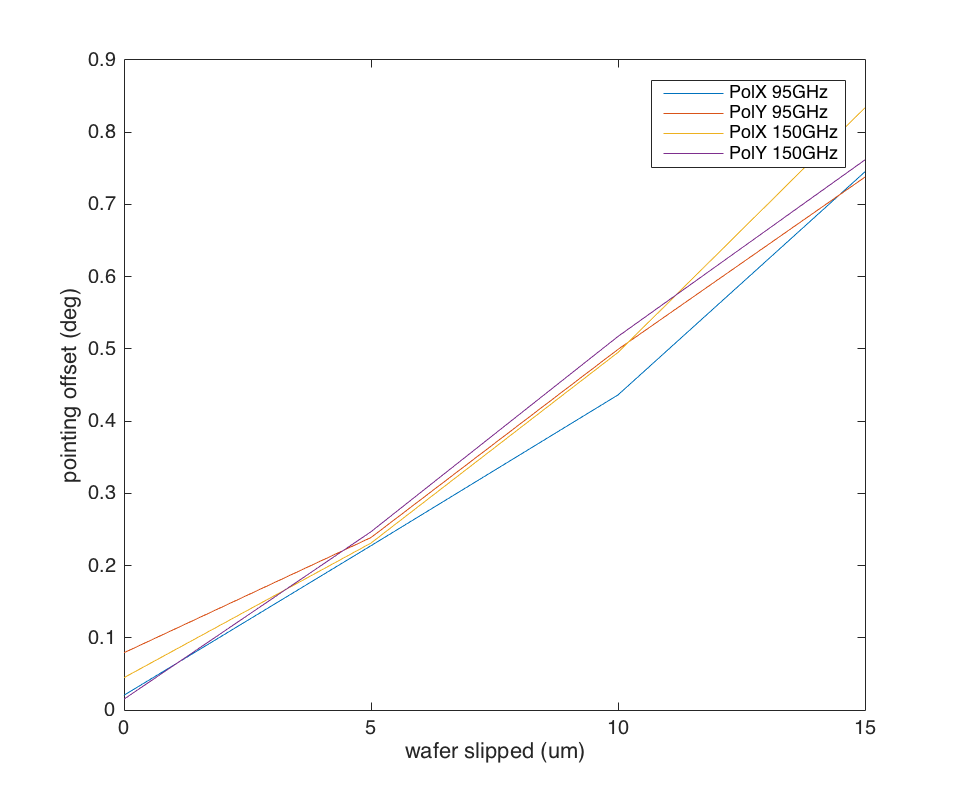 0.9
0.8
0.7
0.6
0.5
0.4
0.3
0.2
0.1
0
pointing offset (deg)
PolX 95GHz
PolY 95GHz
PolX 150GHz
PolY 150GHz
0 5 10 15
wafer slipped (um)